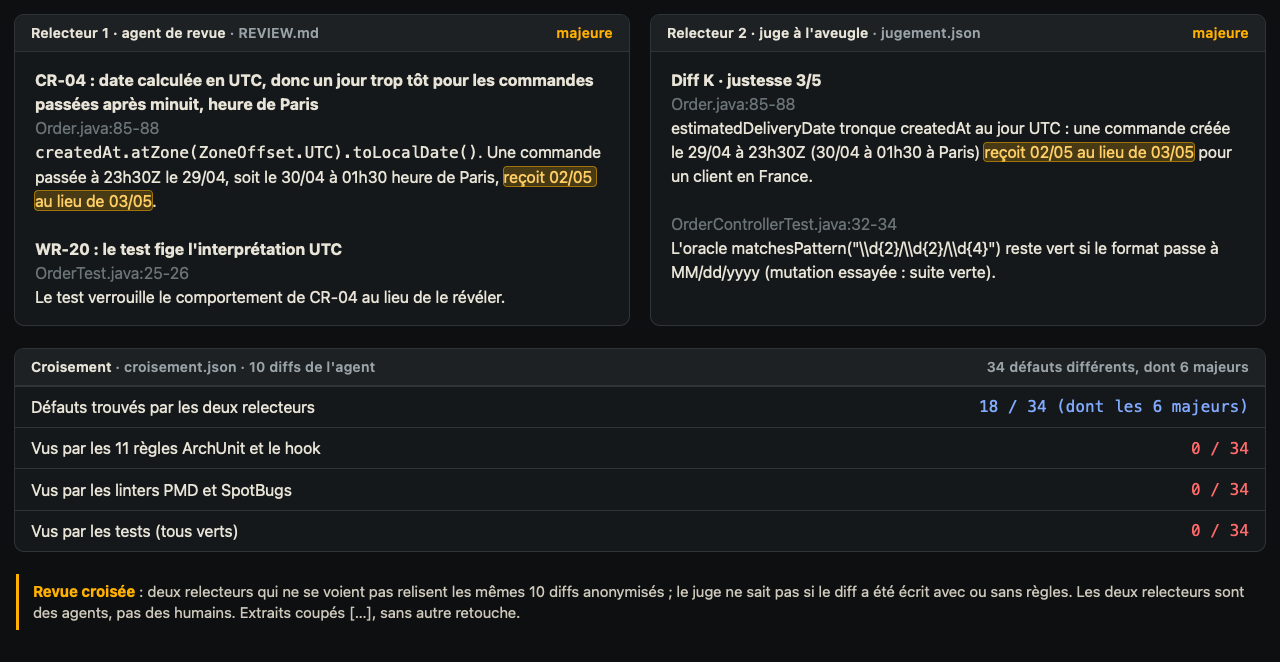 Relecteur 1 · agent de revue · REVIEW.md
majeure
CR-04 : date calculée en UTC, donc un jour trop tôt pour les commandes
passées après minuit, heure de Paris
Order.java:85-88
createdAt.atZone(ZoneOffset.UTC).toLocalDate(). Une commande
passée à 23h30Z le 29/04, soit le 30/04 à 01h30 heure de Paris, reçoit 02/05
au lieu de 03/05.
WR-20 : le test fige l'interprétation UTC
OrderTest.java:25-26
Le test verrouille le comportement de CR-04 au lieu de le révéler.
Relecteur 2 · juge à l'aveugle · jugement.json
majeure
Diff K · justesse 3/5
Order.java:85-88
estimatedDeliveryDate tronque createdAt au jour UTC : une commande créée
le 29/04 à 23h30Z (30/04 à 01h30 à Paris) reçoit 02/05 au lieu de 03/05 pour
un client en France.
OrderControllerTest.java:32-34
L'oracle matchesPattern("\\d{2}/\\d{2}/\\d{4}") reste vert si le format passe à
MM/dd/yyyy (mutation essayée : suite verte).
Croisement · croisement.json · 10 diffs de l'agent
34 défauts différents, dont 6 majeurs
Défauts trouvés par les deux relecteurs
18 / 34 (dont les 6 majeurs)
Vus par les 11 règles ArchUnit et le hook
0 / 34
Vus par les linters PMD et SpotBugs
0 / 34
Vus par les tests (tous verts)
0 / 34
Revue croisée : deux relecteurs qui ne se voient pas relisent les mêmes 10 diffs anonymisés ; le juge ne sait pas si le diff a été écrit avec ou sans règles. Les deux relecteurs sont
des agents, pas des humains. Extraits coupés [...], sans autre retouche.